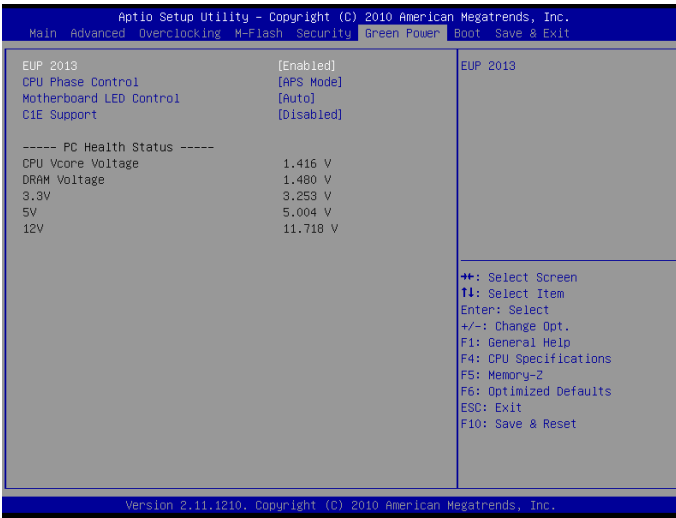 Aptio Setup Utility – Copyright (C) 2010 American Megatrends, Inc.
Main Advanced Overclocking M-Flash Security Green Power Boot Save & Exit
EUP 2013 [Enabled]
CPU Phase Control [APS Mode]
Motherboard LED Control [Auto]
C1E Support [Disabled]
----- PC Health Status -----
CPU Vcore Voltage 1.416 V
DRAM Voltage 1.480 V
3.3V 3.253 V
5V 5.004 V
12V 11.718 V
EUP 2013
→←: Select Screen
↑↓: Select Item
Enter: Select
+/-: Change Opt.
F1: General Help
F4: CPU Specifications
F5: Memory-Z
F6: Optimized Defaults
ESC: Exit
F10: Save & Reset
Version 2.11.1210. Copyright (C) 2010 American Megatrends, Inc.